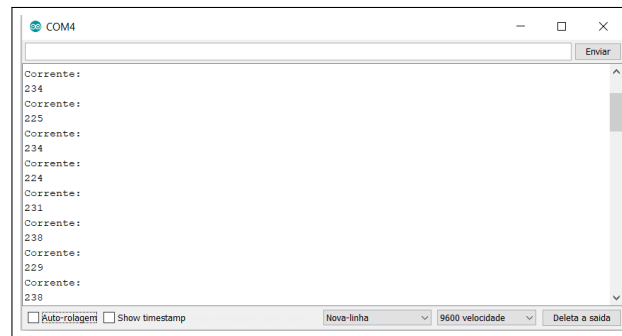 COM4
Enviar
Corrente:
234
Corrente:
225
Corrente:
234
Corrente:
224
Corrente:
231
Corrente:
238
Corrente:
229
Corrente:
238
Auto-rolagem Show timestamp Nova-linha 9600 velocidade Deleta a saida